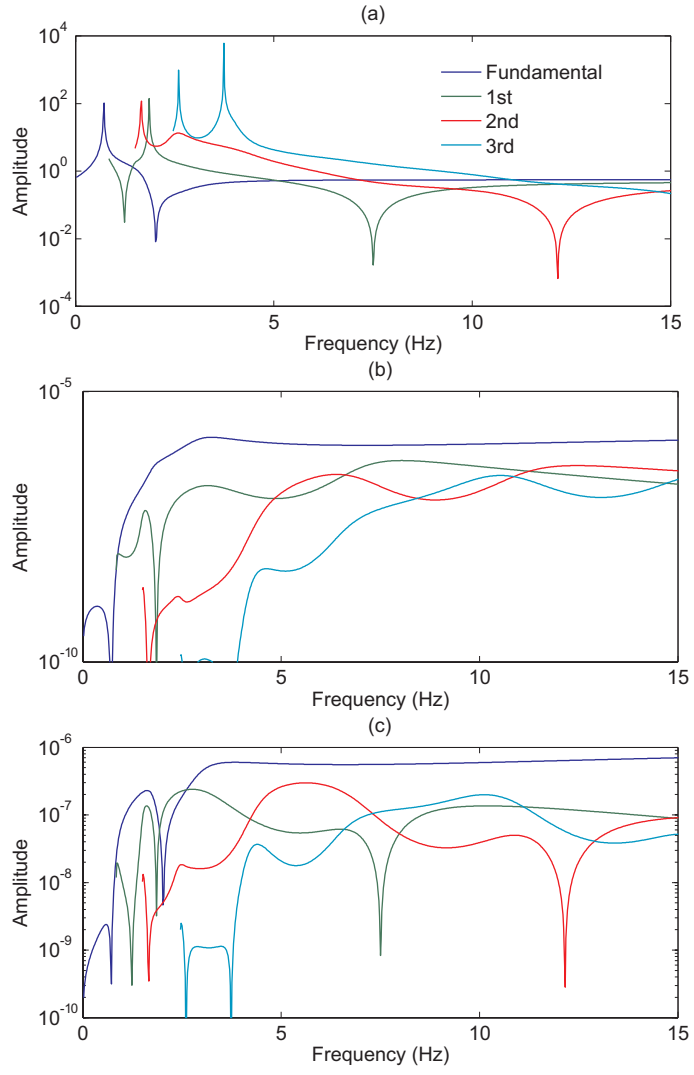 (a)
10^4
10^2
10^0
10^-2
10^-4
Amplitude
Fundamental
1st
2nd
3rd
0 5 10 15
Frequency (Hz)
(b)
10^-5
10^-10
Amplitude
0 5 10 15
Frequency (Hz)
(c)
10^-6
10^-7
10^-8
10^-9
10^-10
Amplitude
0 5 10 15
Frequency (Hz)